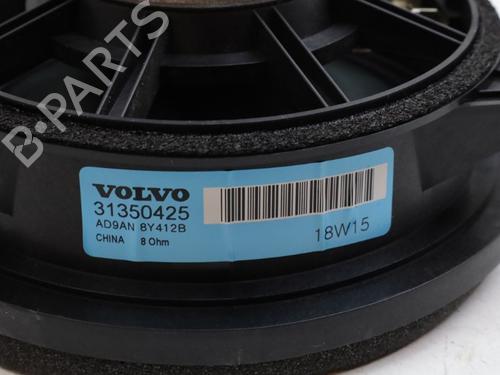 B-PARTS
VOLVO
31350425
AD9AN 8Y412B
CHINA 8 Ohm
18W15